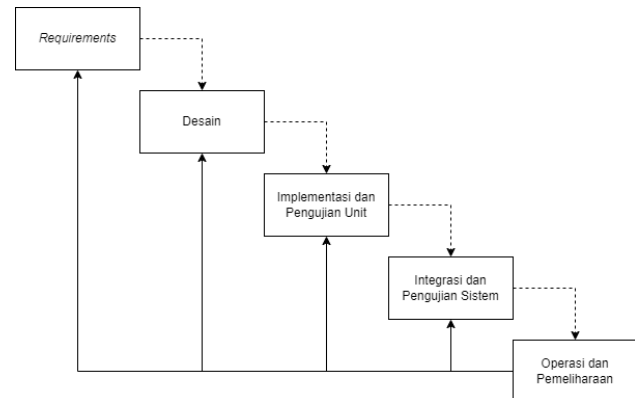 Requirements
Desain
Implementasi dan
Pengujian Unit
Integrasi dan
Pengujian Sistem
Operasi dan
Pemeliharaan